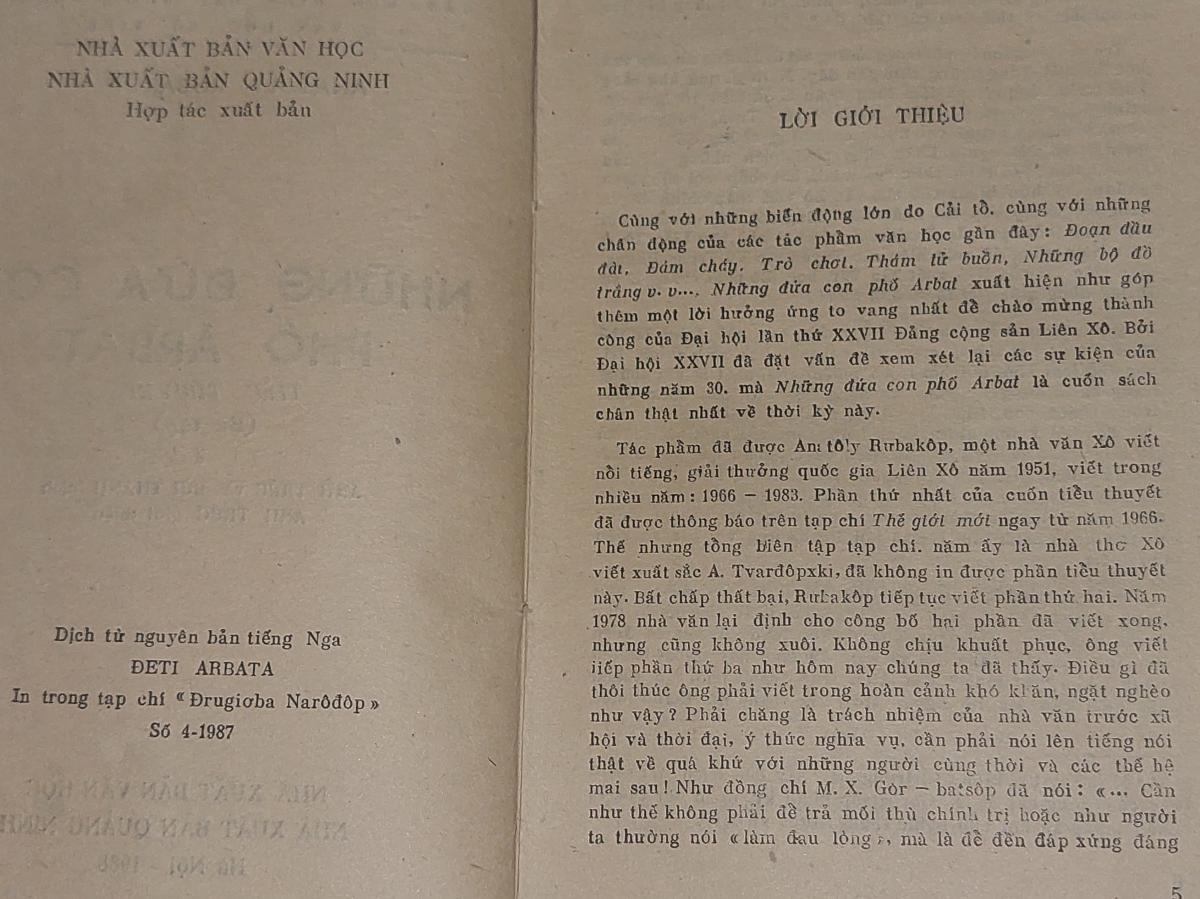 NHÀ XUẤT BẢN VĂN HỌC
NHÀ XUẤT BẢN QUẢNG NINH
Hợp tác xuất bản
Dịch từ nguyên bản tiếng Nga
ĐETI ARBATA
In trong tạp chí « Đrugiơba Narôđôp »
Số 4-1987
LỜI GIỚI THIỆU
Cùng với những biến động lớn do Cải tổ, cùng với những
chấn động của các tác phẩm văn học gần đây: Đoạn đầu
đài, Đám cháy, Trò chơi, Thám tử buồn, Những bộ đồ
trắng v. v..., Những đứa con phố Arbat xuất hiện như góp
thêm một lời hưởng ứng to vang nhất để chào mừng thành
công của Đại hội lần thứ XXVII Đảng cộng sản Liên Xô. Bởi
Đại hội XXVII đã đặt vấn đề xem xét lại các sự kiện của
những năm 30. mà Những đứa con phố Arbat là cuốn sách
chân thật nhất về thời kỳ này.
Tác phẩm đã được Anatôly Rưbakôp, một nhà văn Xô viết
nổi tiếng, giải thưởng quốc gia Liên Xô năm 1951, viết trong
nhiều năm: 1966 — 1983. Phần thứ nhất của cuốn tiểu thuyết
đã được thông báo trên tạp chí Thế giới mới ngay từ năm 1966.
Thế nhưng tổng biên tập tạp chí. năm ấy là nhà thơ Xô
viết xuất sắc A. Tvarđôpxki, đã không in được phần tiểu thuyết
này. Bất chấp thất bại, Rưbakôp tiếp tục viết phần thứ hai. Năm
1978 nhà văn lại định cho công bố hai phần đã viết xong,
nhưng cũng không xuôi. Không chịu khuất phục, ông viết
tiếp phần thứ ba như hôm nay chúng ta đã thấy. Điều gì đã
thôi thúc ông phải viết trong hoàn cảnh khó khăn, ngặt nghèo
như vậy? Phải chăng là trách nhiệm của nhà văn trước xã
hội và thời đại, ý thức nghĩa vụ, cần phải nói lên tiếng nói
thật về quá khứ với những người cùng thời và các thế hệ
mai sau! Như đồng chí M. X. Gor — batsôp đã nói: «... Cần
như thế không phải để trả mối thù chính trị hoặc như người
ta thường nói « làm đau lòng », mà là để đền đáp xứng đáng
5